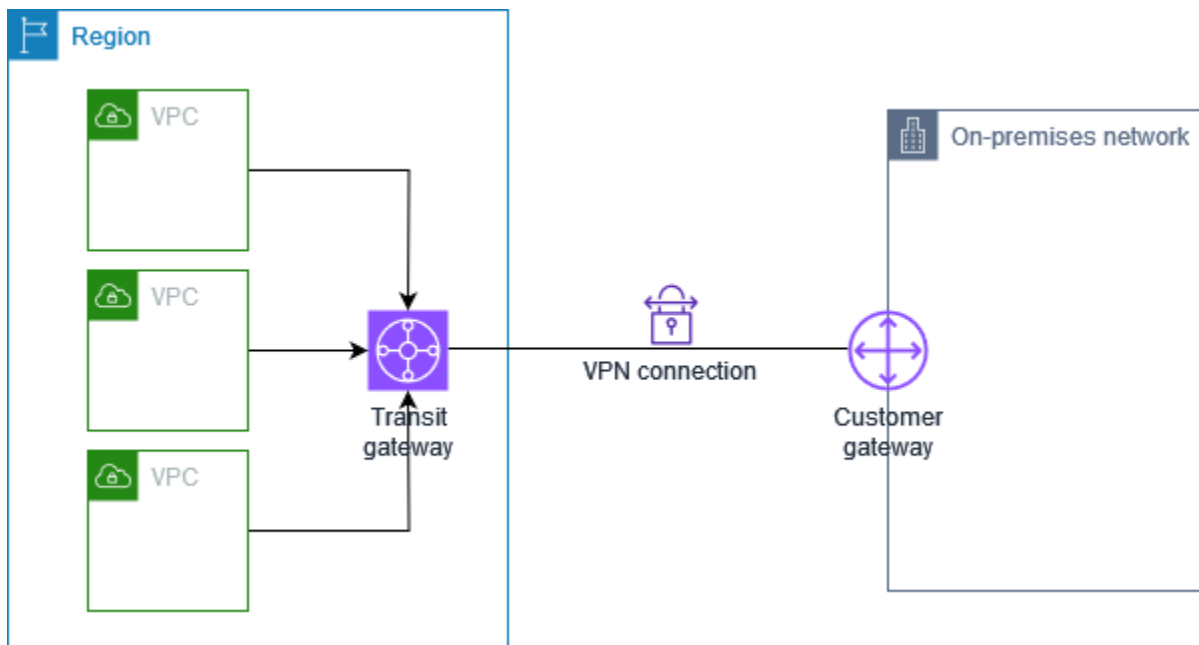 Region
VPC
On-premises network
VPC
VPN connection
Transit
gateway
Customer
gateway
VPC